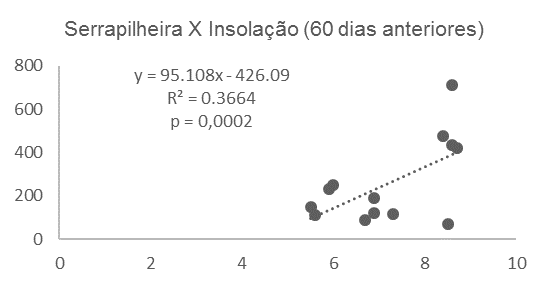 Serrapilheira X Insolação (60 dias anteriores)
800
y = 95.108x - 426.09
R² = 0.3664
p = 0,0002
600
400
200
0
0 2 4 6 8 10